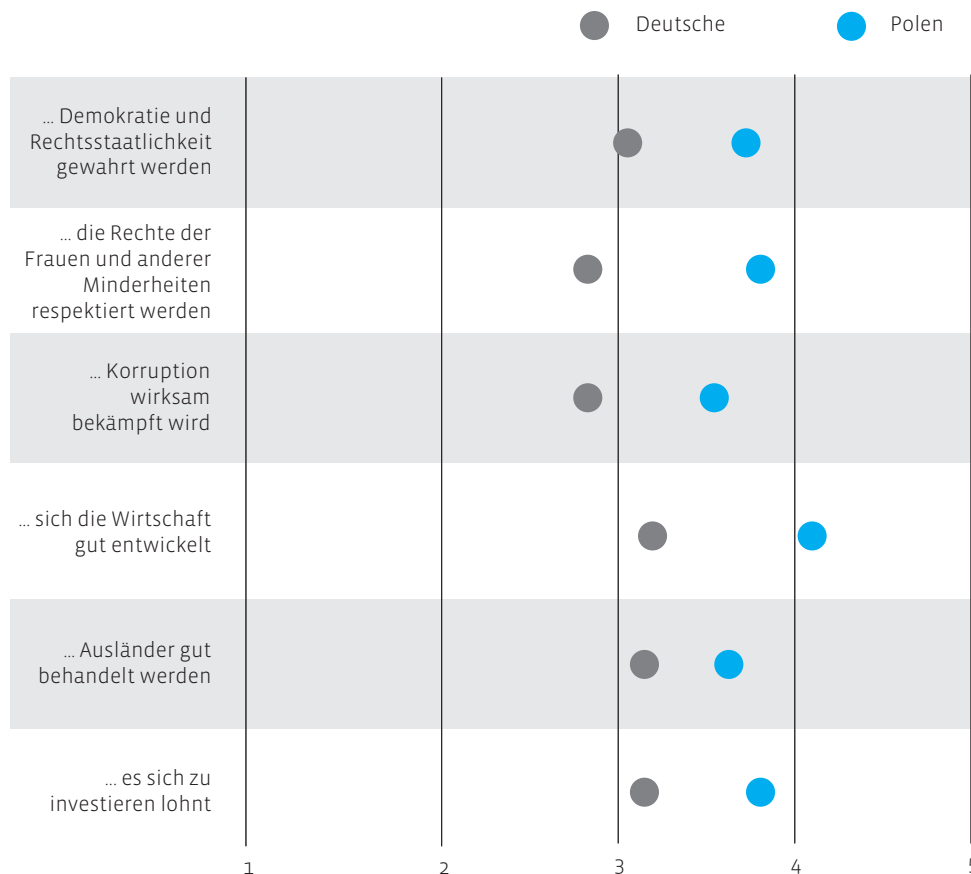 Deutsche
Polen
... Demokratie und
Rechtsstaatlichkeit
gewahrt werden
... die Rechte der
Frauen und anderer
Minderheiten
respektiert werden
... Korruption
wirksam
bekämpft wird
... sich die Wirtschaft
gut entwickelt
... Ausländer gut
behandelt werden
... es sich zu
investieren lohnt
1 2 3 4 5